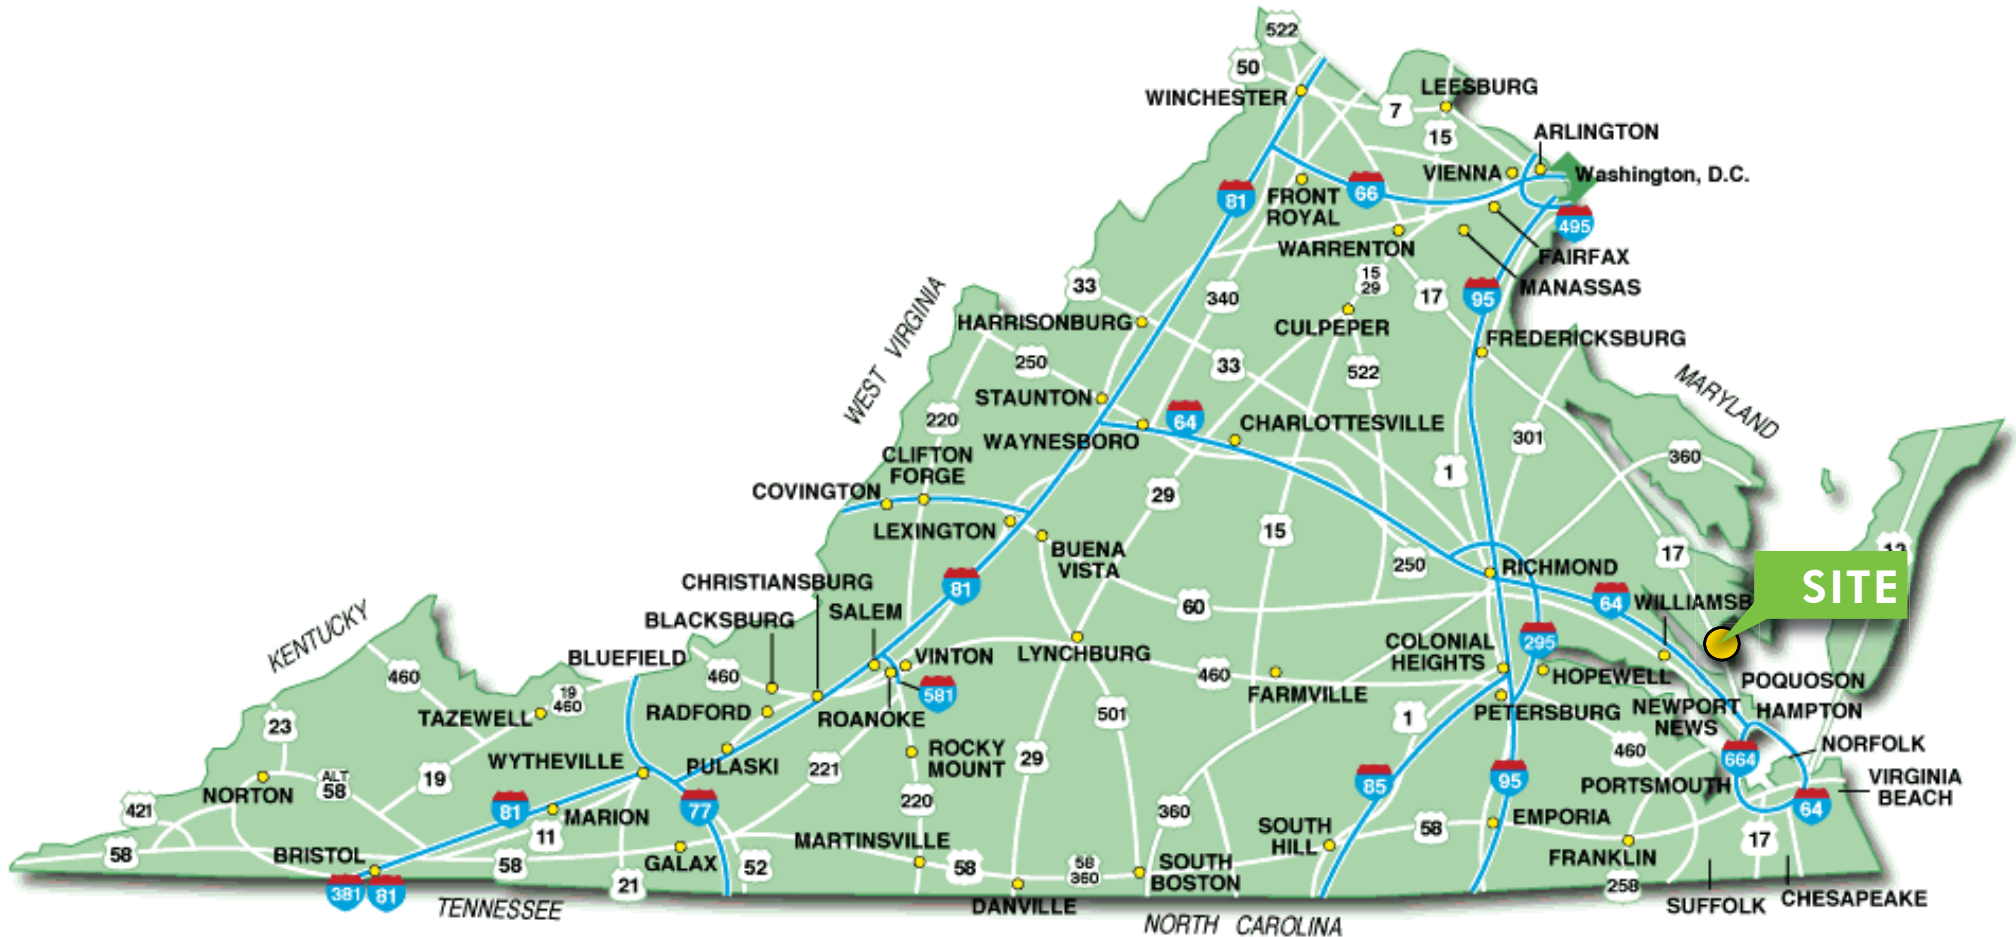 522
50
WINCHESTER
LEESBURG
7
15
ARLINGTON
VIENNA
Washington, D.C.
81
FRONT
ROYAL
66
495
WARRENTON
FAIRFAX
MANASSAS
15
29
17
95
33
340
WEST VIRGINIA
HARRISONBURG
CULPEPER
FREDERICKSBURG
250
33
522
MARYLAND
STAUNTON
220
64
CHARLOTTESVILLE
WAYNESBORO
301
360
1
CLIFTON
FORGE
COVINGTON
29
LEXINGTON
15
BUENA
VISTA
250
RICHMOND
17
SITE
CHRISTIANSBURG
81
SALEM
60
64
WILLIAMSB
BLACKSBURG
KENTUCKY
BLUEFIELD
VINTON
LYNCHBURG
COLONIAL
HEIGHTS
295
460
460
581
460
FARMVILLE
HOPEWELL
POQUOSON
19
460
TAZEWELL
RADFORD
ROANOKE
501
1
PETERSBURG
NEWPORT
NEWS
HAMPTON
23
WYTHEVILLE
PULASKI
221
ROCKY
MOUNT
29
460
664
NORFOLK
NORTON
ALT
58
19
85
95
PORTSMOUTH
VIRGINIA
BEACH
64
421
81
MARION
77
220
360
EMPORIA
58
11
MARTINSVILLE
SOUTH
HILL
58
17
BRISTOL
58
GALAX
52
58
58
360
SOUTH
BOSTON
FRANKLIN
381
81
21
258
TENNESSEE
DANVILLE
NORTH CAROLINA
SUFFOLK
CHESAPEAKE